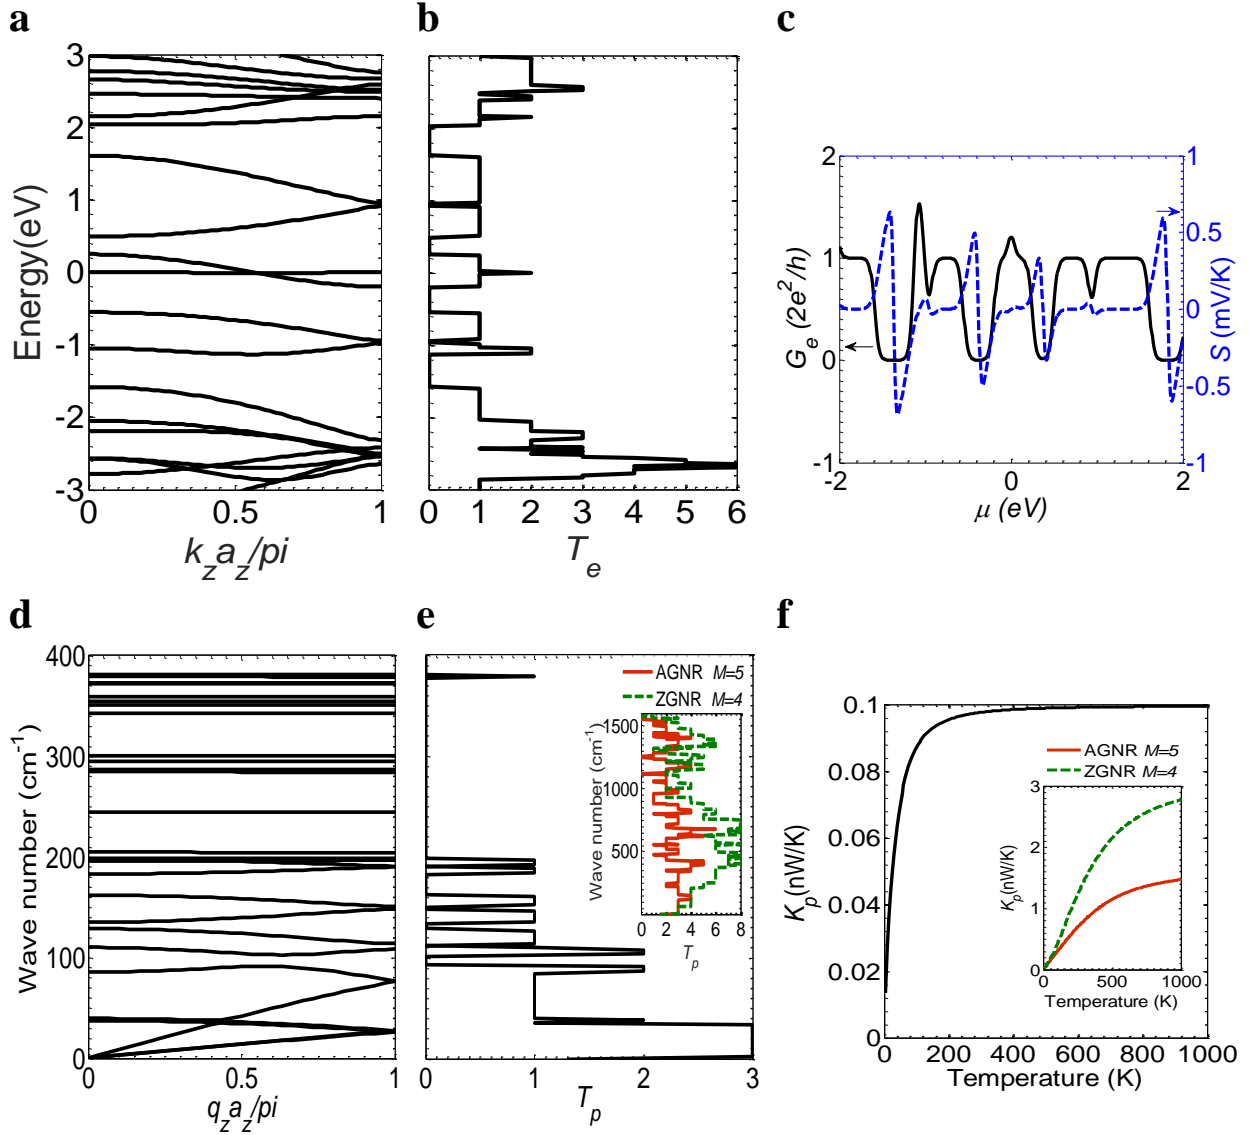 a
b
c
3
2
1
0
-1
-2
-3
Energy(eV)
0
0.5
1
k_z a_z/pi
0
1
2
3
4
5
6
T_e
2
1
0
-1
G_e (2e²/h)
-2
0
2
μ (eV)
1
0.5
0
-0.5
-1
S (mV/K)
d
e
f
400
300
200
100
0
Wave number (cm⁻¹)
0
0.5
1
q_z a_z/pi
AGNR M=5
ZGNR M=4
1500
1000
500
Wave number (cm⁻¹)
0
2
4
6
8
T_p
0
1
2
3
T_p
0.1
0.08
0.06
0.04
0.02
0
K_p(nW/K)
AGNR M=5
ZGNR M=4
3
2
1
0
K_p(nW/K)
0
500
1000
Temperature (K)
0
200
400
600
800
1000
Temperature (K)